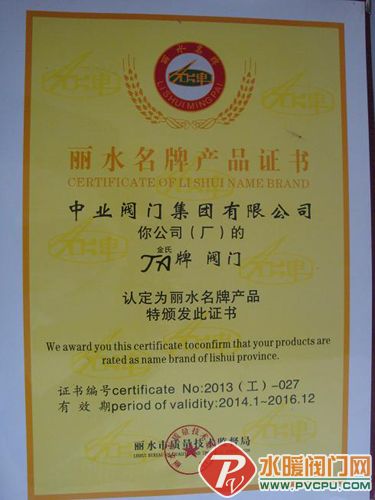 丽水名牌
LISHUIMINGPAI
丽水名牌产品证书
CERTIFICATE OF LI SHUI NAME BRAND
中业阀门集团有限公司
你公司（厂）的
金氏
JA牌 阀门
认定为丽水名牌产品
特颁发此证书
We award you this certificate toconfirm that your products are
rated as name brand of lishui province.
证书编号certificate No:2013（工）-027
有 效 期period of validity:2014.1~2016.12
丽水市质量技术监督局
水暖阀门网
WWW.PVCPU.COM